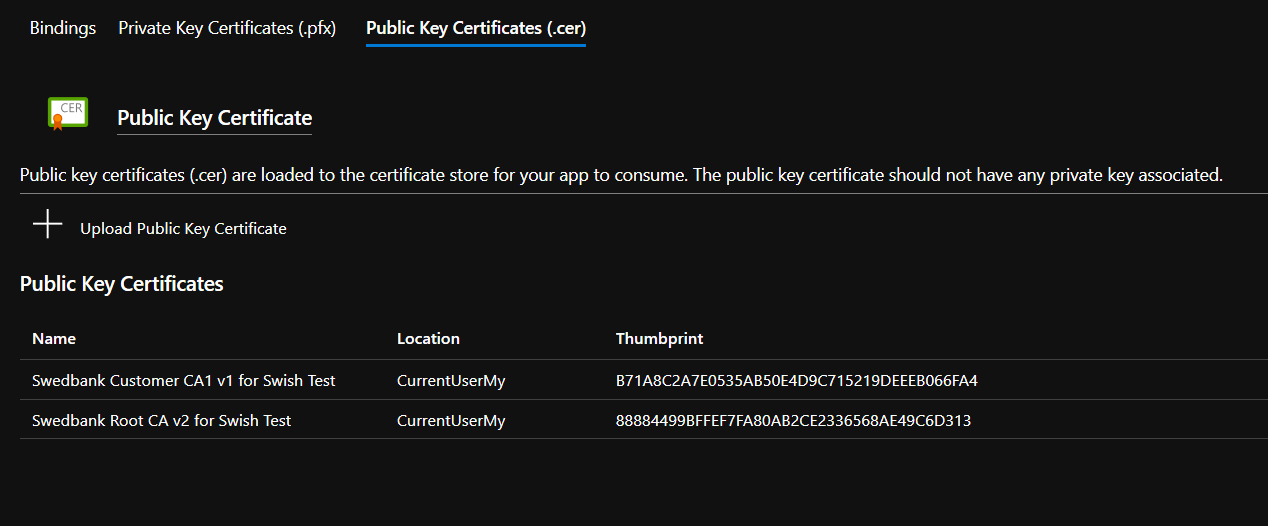 Bindings Private Key Certificates (.pfx) Public Key Certificates (.cer)
CER
Public Key Certificate
Public key certificates (.cer) are loaded to the certificate store for your app to consume. The public key certificate should not have any private key associated.
Upload Public Key Certificate
Public Key Certificates
Name Location Thumbprint
Swedbank Customer CA1 v1 for Swish Test CurrentUserMy B71A8C2A7E0535AB50E4D9C715219DEEEB066FA4
Swedbank Root CA v2 for Swish Test CurrentUserMy 88884499BFFEF7FA80AB2CE2336568AE49C6D313